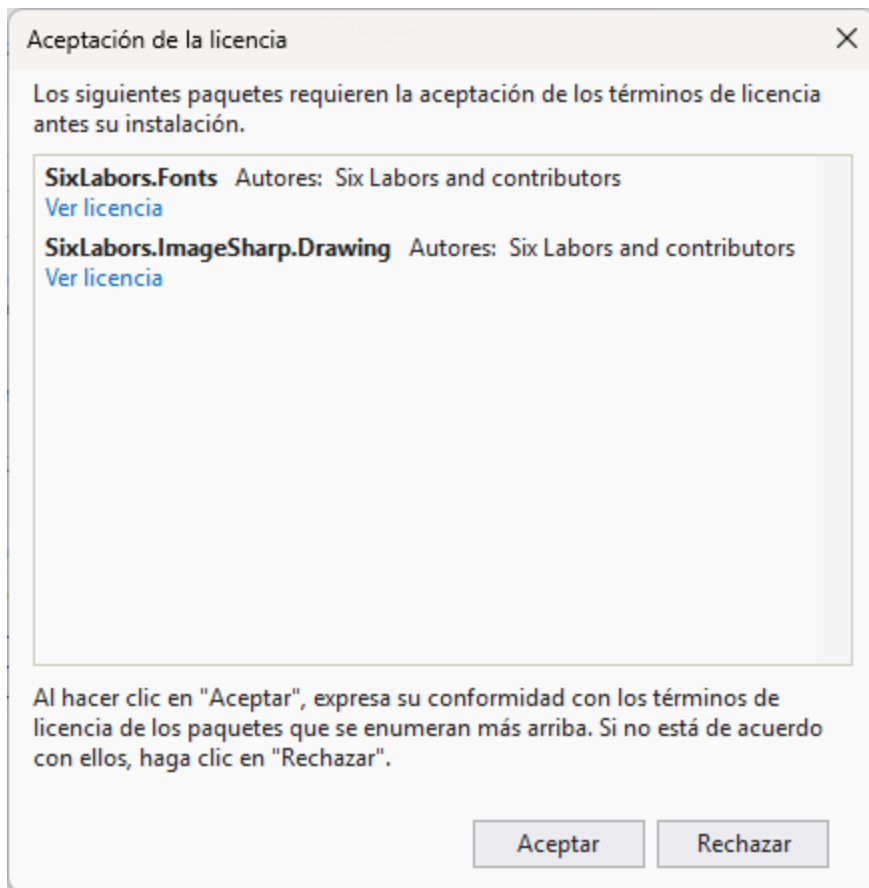 Aceptación de la licencia
Los siguientes paquetes requieren la aceptación de los términos de licencia
antes su instalación.
SixLabors.Fonts Autores: Six Labors and contributors
Ver licencia
SixLabors.ImageSharp.Drawing Autores: Six Labors and contributors
Ver licencia
Al hacer clic en "Aceptar", expresa su conformidad con los términos de
licencia de los paquetes que se enumeran más arriba. Si no está de acuerdo
con ellos, haga clic en "Rechazar".
Aceptar Rechazar